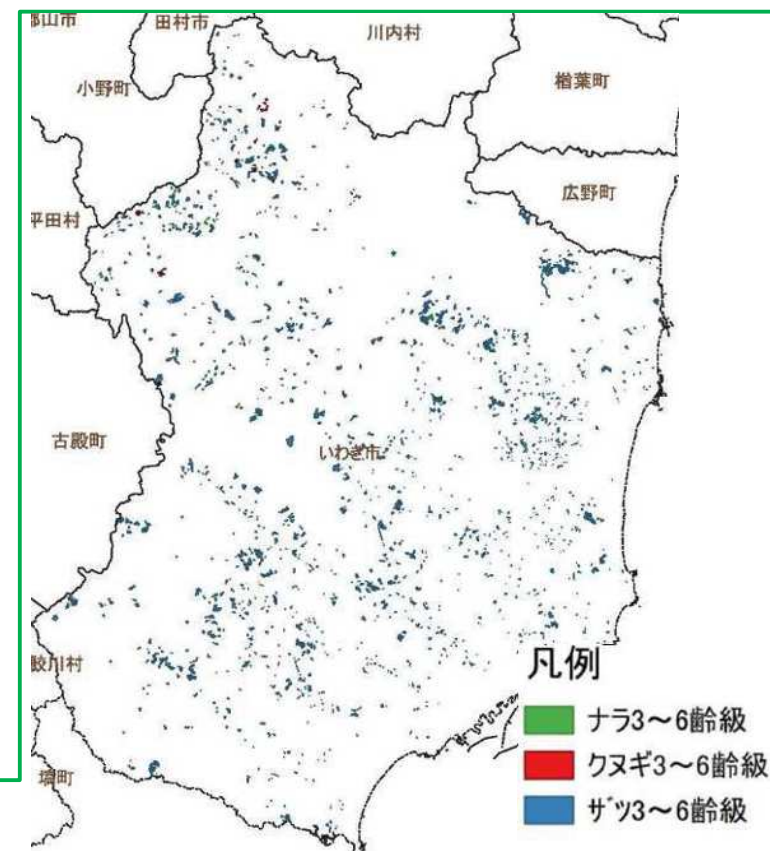 田村市
川内村
小野町
楢葉町
広野町
平田村
古殿町
いわき市
鮫川村
塙町
凡例
ナラ3～6齢級
クヌギ3～6齢級
ザツ3～6齢級